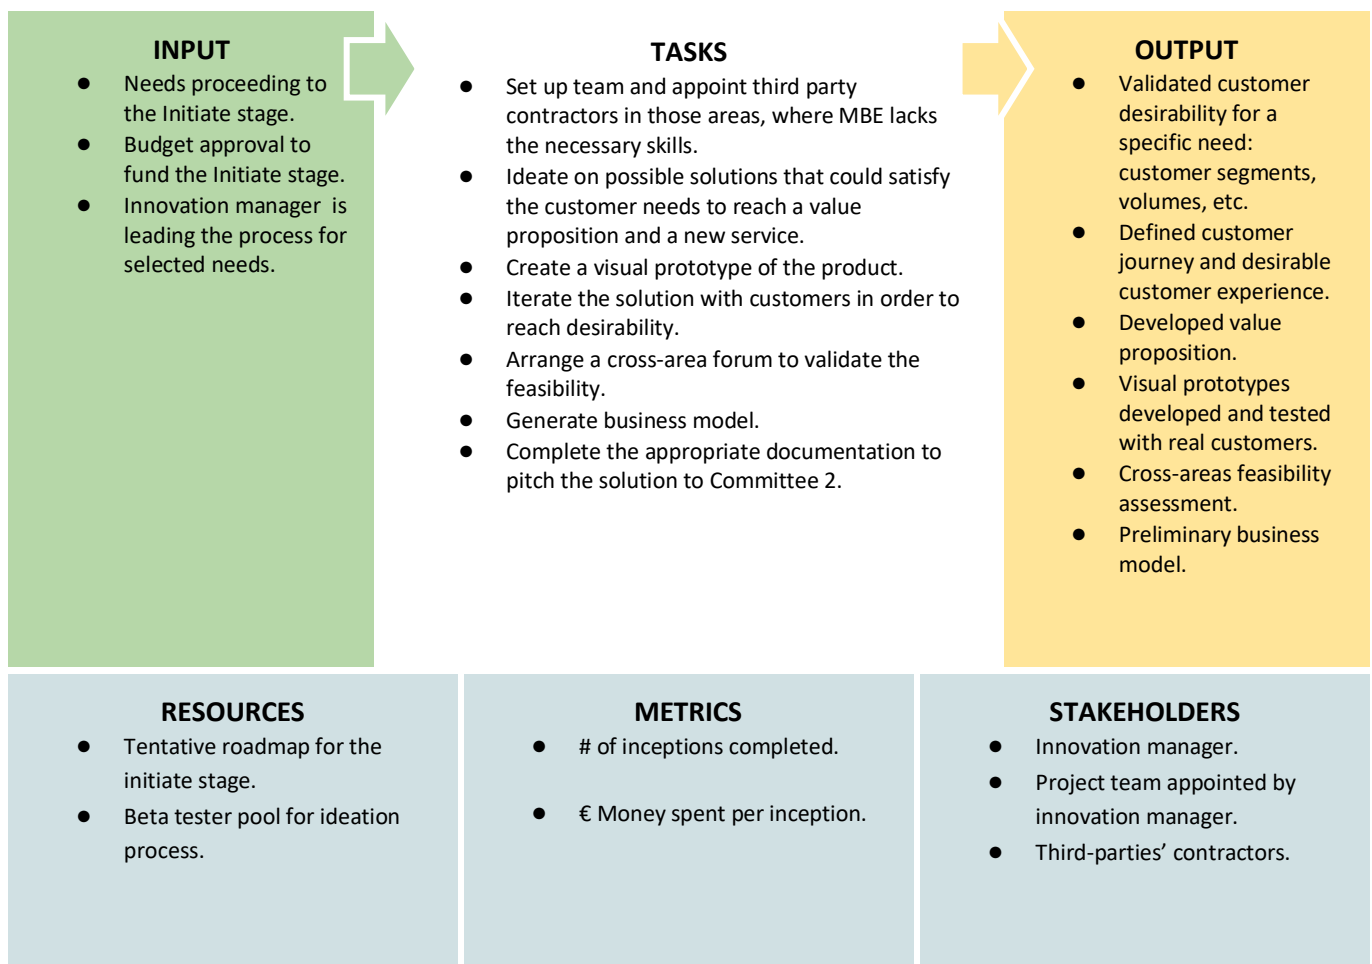 INPUT
● Needs proceeding to
the Initiate stage.
● Budget approval to
fund the Initiate stage.
● Innovation manager  is
leading the process for
selected needs.
TASKS
● Set up team and appoint third party
contractors in those areas, where MBE lacks
the necessary skills.
● Ideate on possible solutions that could satisfy
the customer needs to reach a value
proposition and a new service.
● Create a visual prototype of the product.
● Iterate the solution with customers in order to
reach desirability.
● Arrange a cross-area forum to validate the
feasibility.
● Generate business model.
● Complete the appropriate documentation to
pitch the solution to Committee 2.
OUTPUT
● Validated customer
desirability for a
specific need:
customer segments,
volumes, etc.
● Defined customer
journey and desirable
customer experience.
● Developed value
proposition.
● Visual prototypes
developed and tested
with real customers.
● Cross-areas feasibility
assessment.
● Preliminary business
model.
RESOURCES
● Tentative roadmap for the
initiate stage.
● Beta tester pool for ideation
process.
METRICS
● # of inceptions completed.
● € Money spent per inception.
STAKEHOLDERS
● Innovation manager.
● Project team appointed by
innovation manager.
● Third-parties’ contractors.